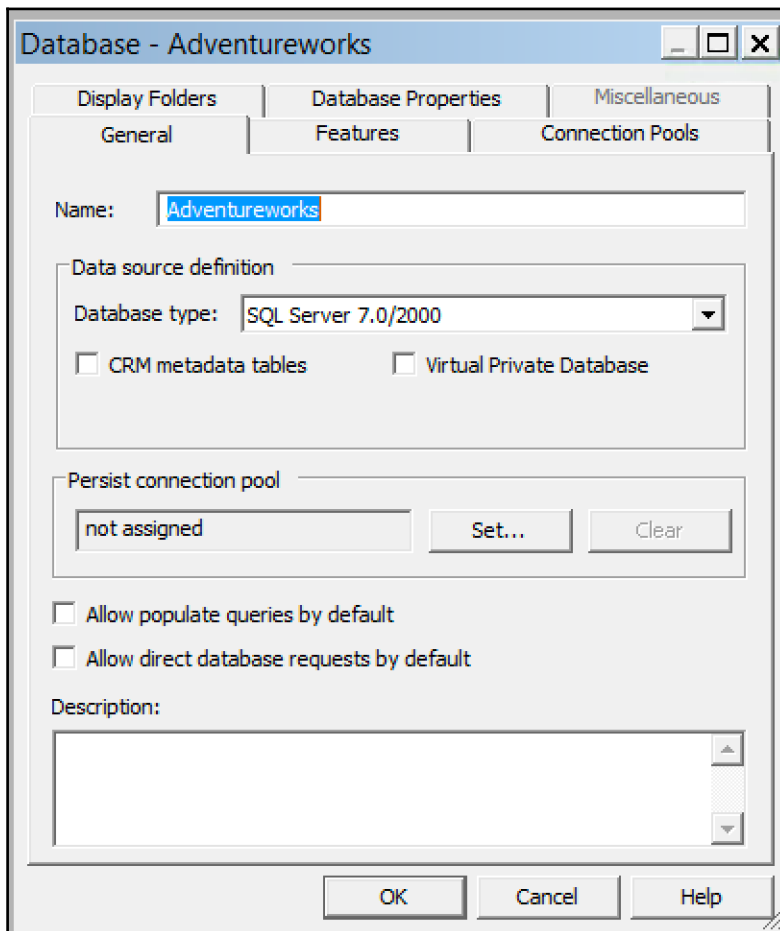 Database - Adventureworks
Display Folders Database Properties Miscellaneous
General Features Connection Pools
Name: Adventureworks
Data source definition
Database type: SQL Server 7.0/2000
CRM metadata tables Virtual Private Database
Persist connection pool
not assigned Set... Clear
Allow populate queries by default
Allow direct database requests by default
Description:
OK Cancel Help